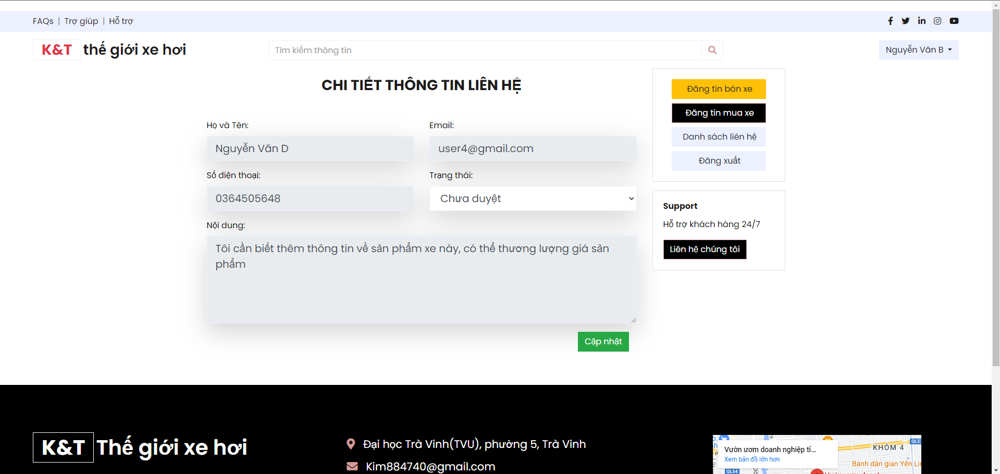 FAQs | Trợ giúp | Hỗ trợ
K&T thế giới xe hơi
Tìm kiếm thông tin
Nguyễn Văn B
CHI TIẾT THÔNG TIN LIÊN HỆ
Họ và Tên:
Email:
Nguyễn Văn D
user4@gmail.com
Số điện thoại:
Trạng thái:
0364505648
Chưa duyệt
Nội dung:
Tôi cần biết thêm thông tin về sản phẩm xe này, có thể thương lượng giá sản
phẩm
Cập nhật
Đăng tin bán xe
Đăng tin mua xe
Danh sách liên hệ
Đăng xuất
Support
Hỗ trợ khách hàng 24/7
Liên hệ chúng tôi
K&T Thế giới xe hơi
Đại học Trà Vinh(TVU), phường 5, Trà Vinh
Kim884740@gmail.com
Vườn ươm doanh nghiệp tỉ...
Xem bản đồ lớn hơn
KHÓM 4
Bánh dân gian Yến
QL54